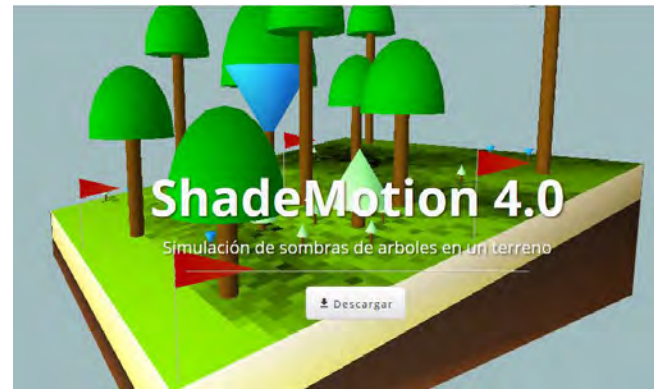 ShadeMotion 4.0
Simulación de sombras de arboles en un terreno
Descargar